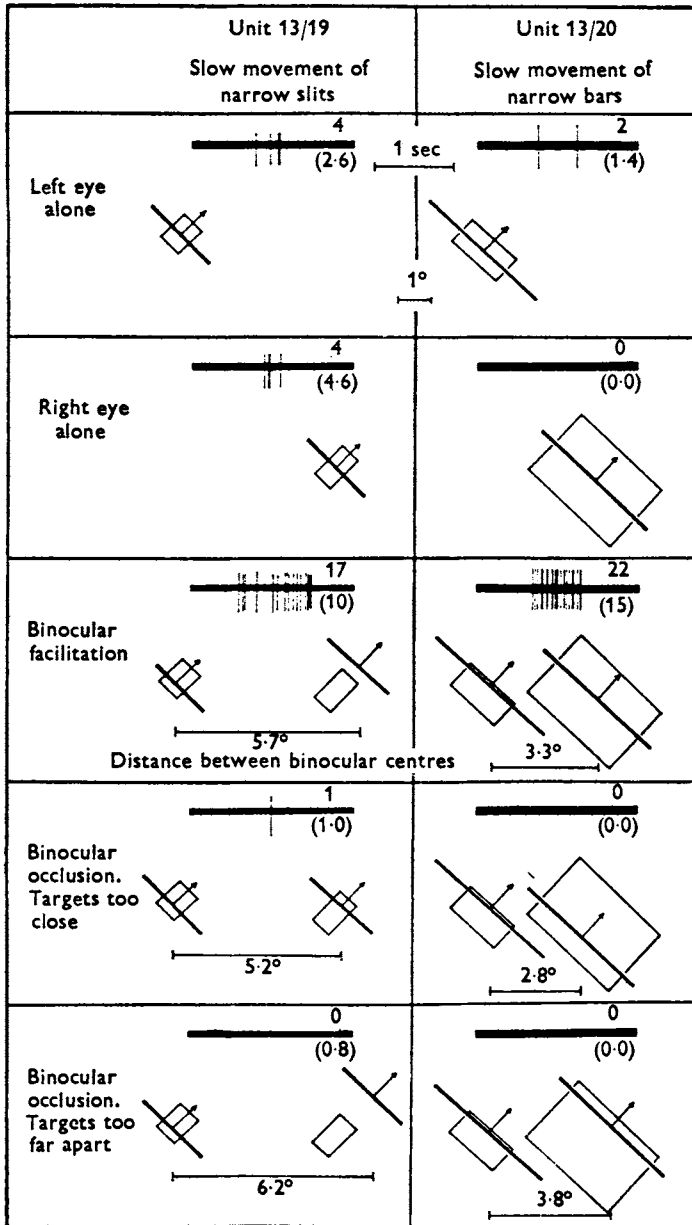 Unit 13/19
Slow movement of
narrow slits
Unit 13/20
Slow movement of
narrow bars
Left eye
alone
4
(2·6)
1 sec
2
(1·4)
1°
Right eye
alone
4
(4·6)
0
(0·0)
Binocular
facilitation
17
(10)
22
(15)
5·7°
3·3°
Distance between binocular centres
Binocular
occlusion.
Targets too
close
1
(1·0)
0
(0·0)
5·2°
2·8°
Binocular
occlusion.
Targets too
far apart
0
(0·8)
0
(0·0)
6·2°
3·8°